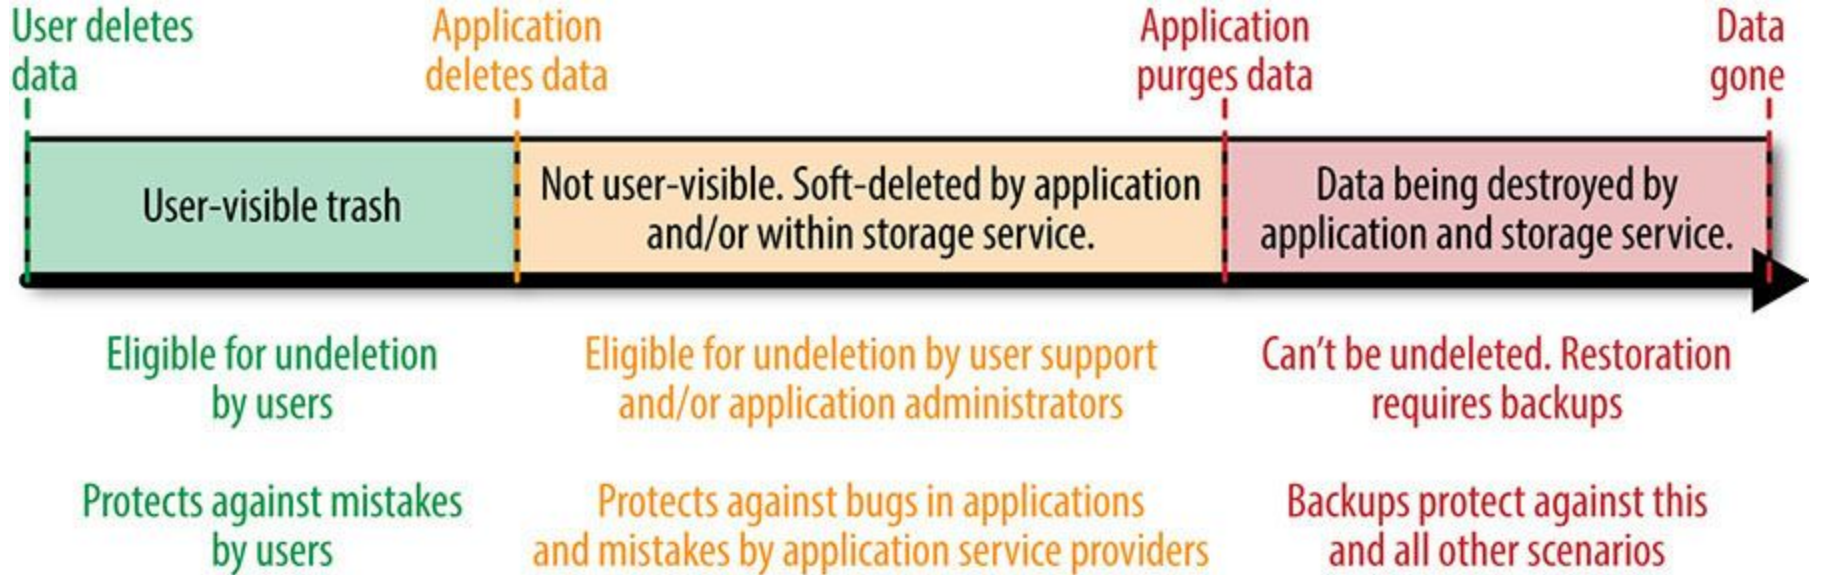 User deletes
data
Application
deletes data
Application
purges data
Data
gone
User-visible trash
Not user-visible. Soft-deleted by application
and/or within storage service.
Data being destroyed by
application and storage service.
Eligible for undeletion
by users
Eligible for undeletion by user support
and/or application administrators
Can't be undeleted. Restoration
requires backups
Protects against mistakes
by users
Protects against bugs in applications
and mistakes by application service providers
Backups protect against this
and all other scenarios